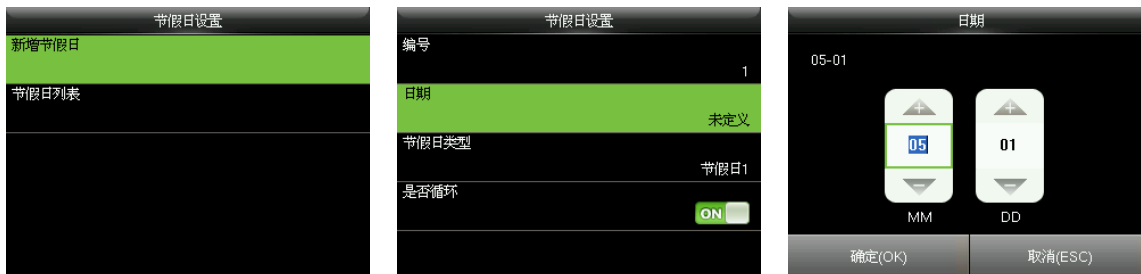 节假日设置
新增节假日
节假日列表
节假日设置
编号
1
日期
未定义
节假日类型
节假日1
是否循环
ON
日期
05-01
05 01
MM DD
确定(OK) 取消(ESC)